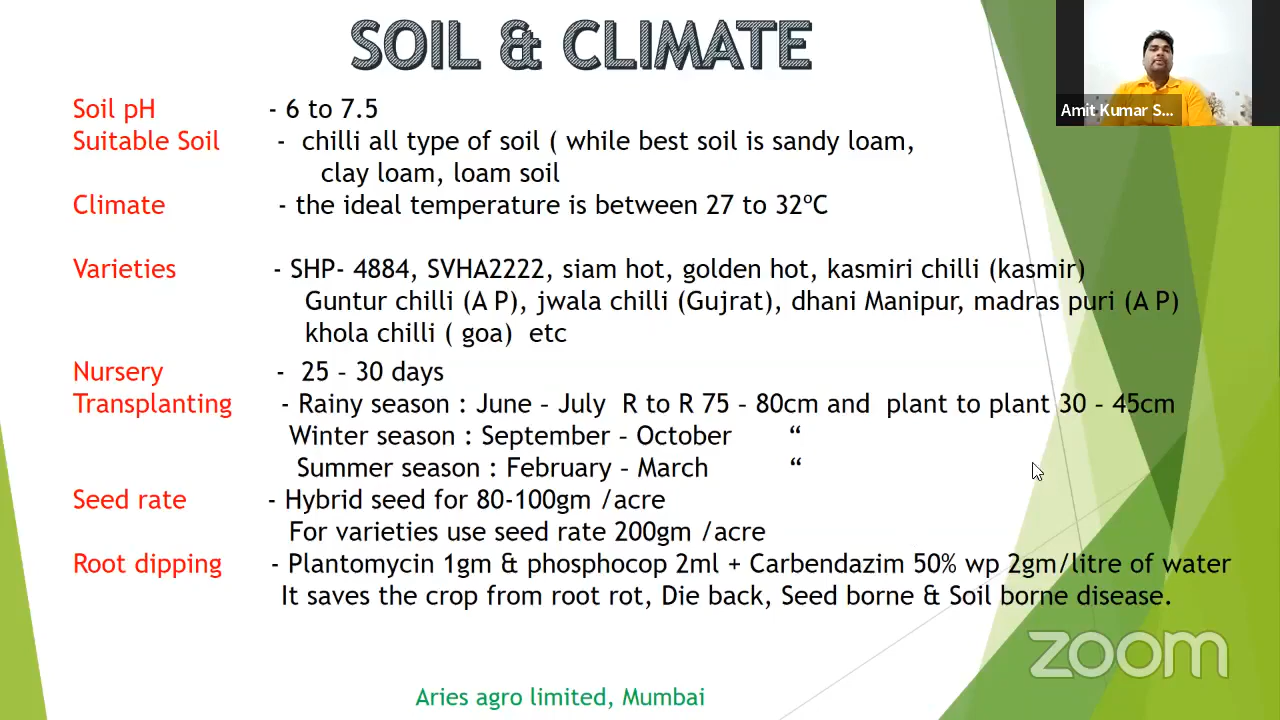 SOIL & CLIMATE
Amit Kumar S...
Soil pH - 6 to 7.5
Suitable Soil - chilli all type of soil ( while best soil is sandy loam,
clay loam, loam soil
Climate - the ideal temperature is between 27 to 32ºC
Varieties - SHP- 4884, SVHA2222, siam hot, golden hot, kasmiri chilli (kasmir)
Guntur chilli (A P), jwala chilli (Gujrat), dhani Manipur, madras puri (A P)
khola chilli ( goa) etc
Nursery - 25 – 30 days
Transplanting - Rainy season : June – July R to R 75 – 80cm and plant to plant 30 – 45cm
Winter season : September – October “
Summer season : February – March “
Seed rate - Hybrid seed for 80-100gm /acre
For varieties use seed rate 200gm /acre
Root dipping - Plantomycin 1gm & phosphocop 2ml + Carbendazim 50% wp 2gm/litre of water
It saves the crop from root rot, Die back, Seed borne & Soil borne disease.
zoom
Aries agro limited, Mumbai